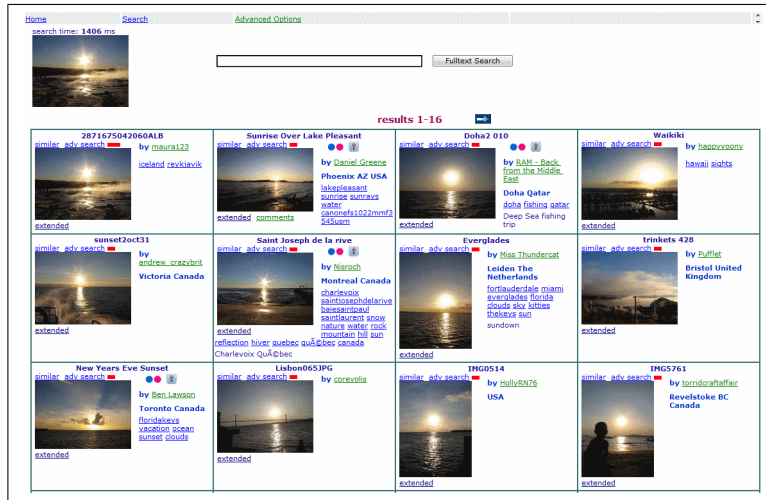 Home Search Advanced Options
search time: 1406 ms
Fulltext Search
results 1-16
2871675042060ALB
similar adv search
by maura123
iceland reykjavik
extended
Sunrise Over Lake Pleasant
similar adv search
by Daniel Greene
Phoenix AZ USA
lakepleasant
sunrise sunrays
water
canonefs1022mmf3
545usm
extended comments
Doha2 010
similar adv search
by RAM - Back
from the Middle
East
Doha Qatar
doha fishing qatar
Deep Sea fishing
trip
extended
Waikiki
similar adv search
by happyyoony
hawaii sights
extended
sunset2oct31
similar adv search
by
andrew_crazybrit
Victoria Canada
extended
Saint Joseph de la rive
similar adv search
by Nisroch
Montreal Canada
charlevoix
saintjosephdelarive
baiesaintpaul
saintlaurent snow
nature water rock
mountain hill sun
reflection hiver quebec quÃ©bec canada
Charlevoix QuÃ©bec
extended
Everglades
similar adv search
by Miss Thundercat
Leiden The
Netherlands
fortlauderdale miami
everglades florida
clouds sky kitties
thekeys sun
sundown
extended
trinkets 428
similar adv search
by Pufflet
Bristol United
Kingdom
extended
New Years Eve Sunset
similar adv search
by Ben Lawson
Toronto Canada
floridakeys
vacation ocean
sunset clouds
extended
Lisbon065JPG
similar adv search
by corevolis
extended
IMG0514
similar adv search
by HollyRN76
USA
extended
IMG5761
similar adv search
by torridcraftaffair
Revelstoke BC
Canada
extended